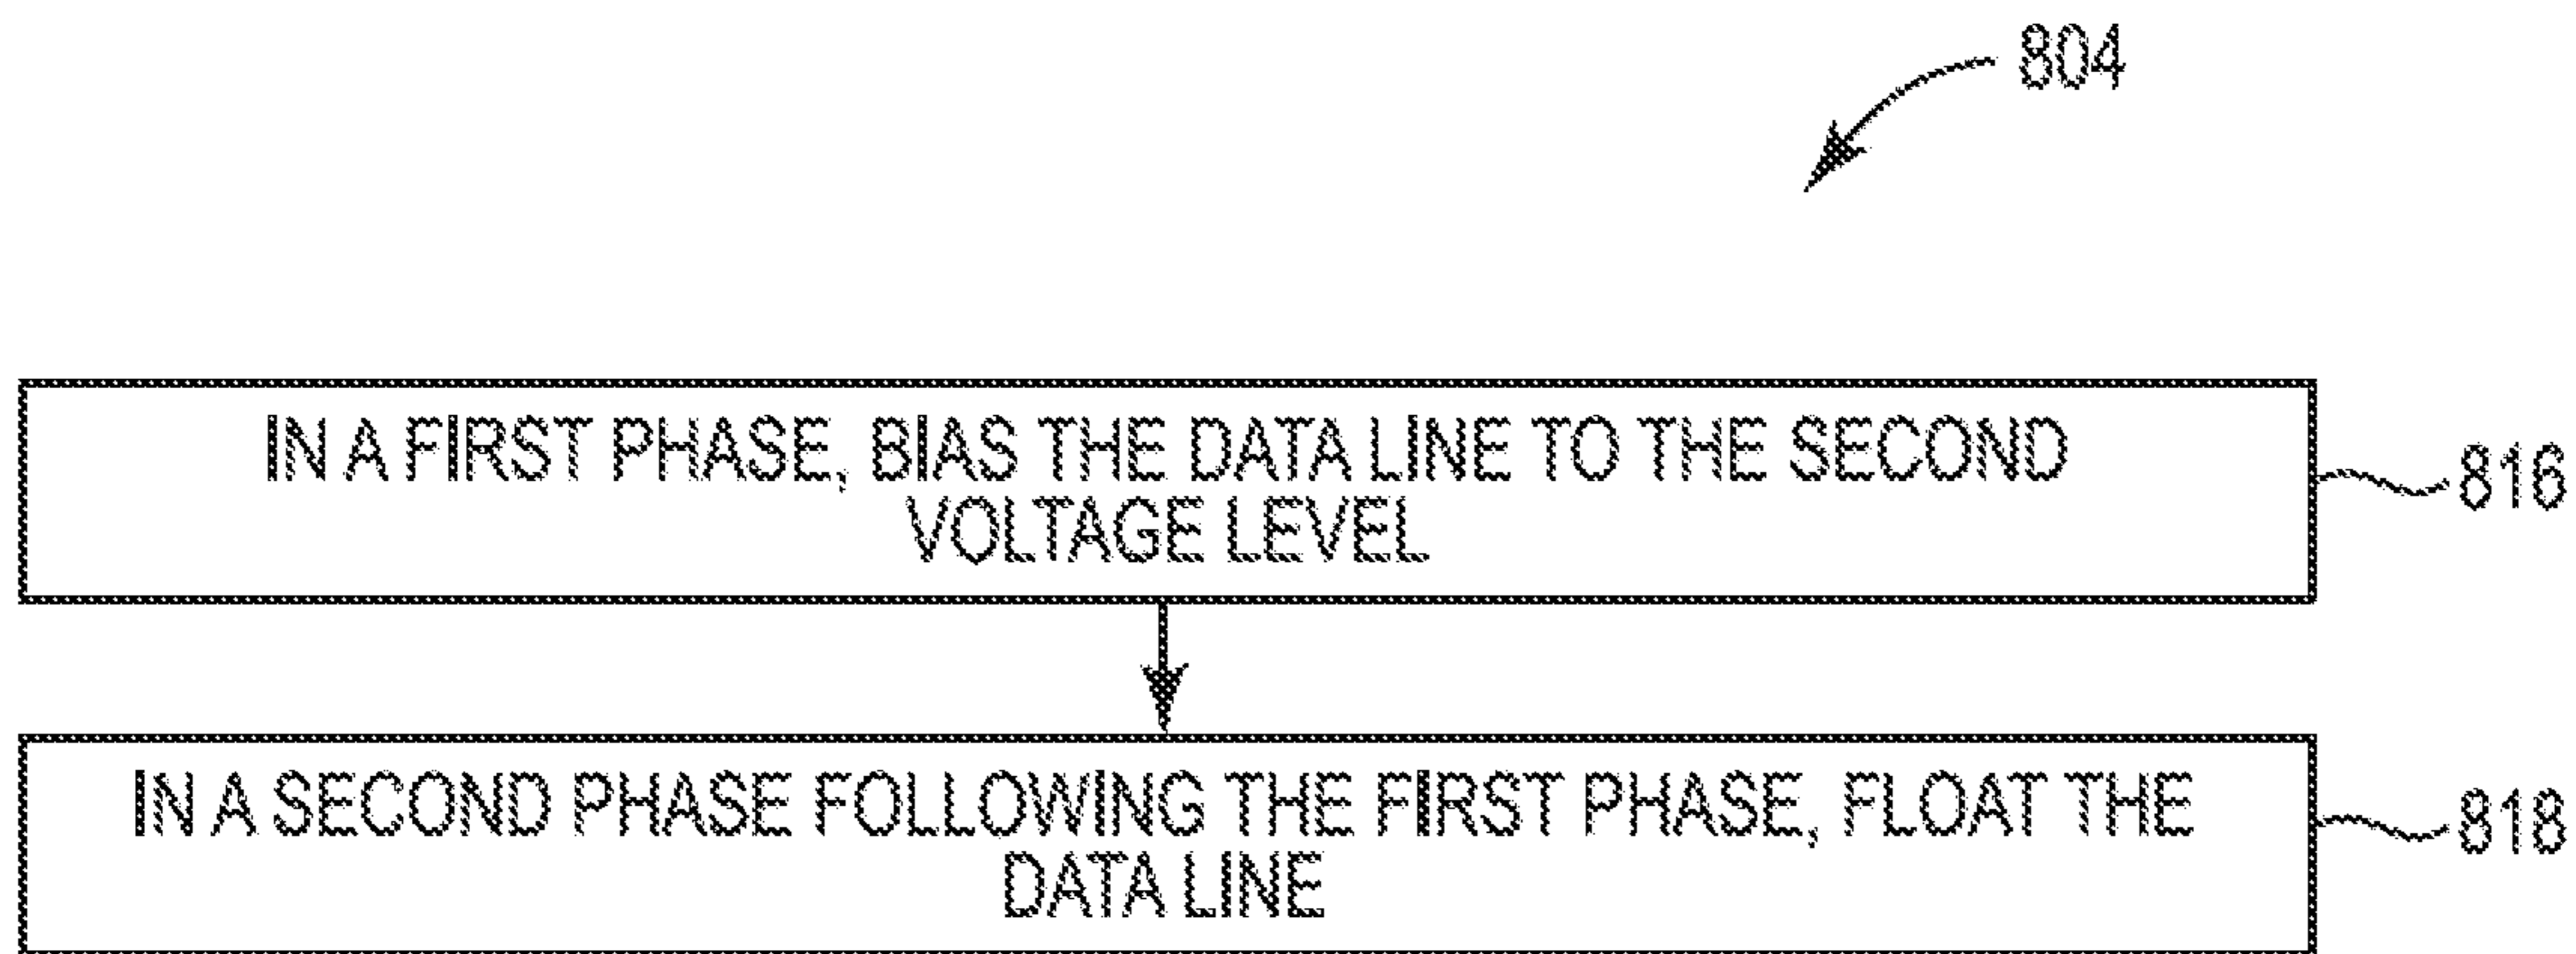 804
IN A FIRST PHASE, BIAS THE DATA LINE TO THE SECOND
VOLTAGE LEVEL
816
IN A SECOND PHASE FOLLOWING THE FIRST PHASE, FLOAT THE
DATA LINE
818